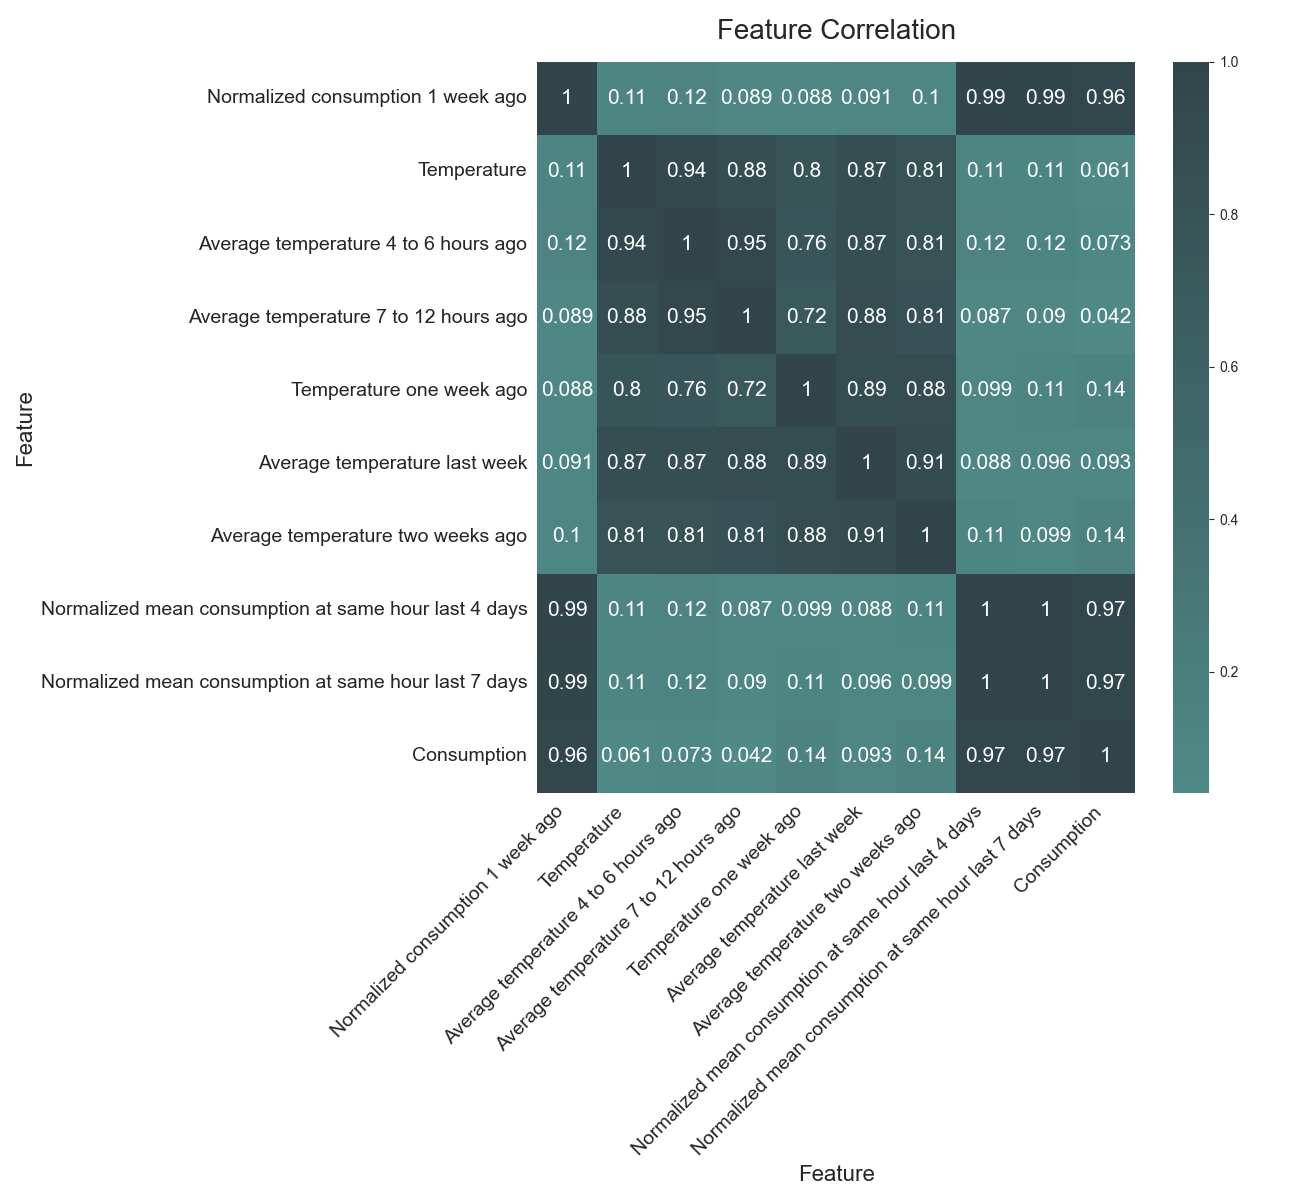 Feature Correlation
Normalized consumption 1 week ago 1 0.11 0.12 0.089 0.088 0.091 0.1 0.99 0.99 0.96
Temperature 0.11 1 0.94 0.88 0.8 0.87 0.81 0.11 0.11 0.061
Average temperature 4 to 6 hours ago 0.12 0.94 1 0.95 0.76 0.87 0.81 0.12 0.12 0.073
Average temperature 7 to 12 hours ago 0.089 0.88 0.95 1 0.72 0.88 0.81 0.087 0.09 0.042
Temperature one week ago 0.088 0.8 0.76 0.72 1 0.89 0.88 0.099 0.11 0.14
Average temperature last week 0.091 0.87 0.87 0.88 0.89 1 0.91 0.088 0.096 0.093
Average temperature two weeks ago 0.1 0.81 0.81 0.81 0.88 0.91 1 0.11 0.099 0.14
Normalized mean consumption at same hour last 4 days 0.99 0.11 0.12 0.087 0.099 0.088 0.11 1 1 0.97
Normalized mean consumption at same hour last 7 days 0.99 0.11 0.12 0.09 0.11 0.096 0.099 1 1 0.97
Consumption 0.96 0.061 0.073 0.042 0.14 0.093 0.14 0.97 0.97 1
Feature
Normalized consumption 1 week ago
Temperature
Average temperature 4 to 6 hours ago
Average temperature 7 to 12 hours ago
Temperature one week ago
Average temperature last week
Average temperature two weeks ago
Normalized mean consumption at same hour last 4 days
Normalized mean consumption at same hour last 7 days
Consumption
Feature
1.0
0.8
0.6
0.4
0.2